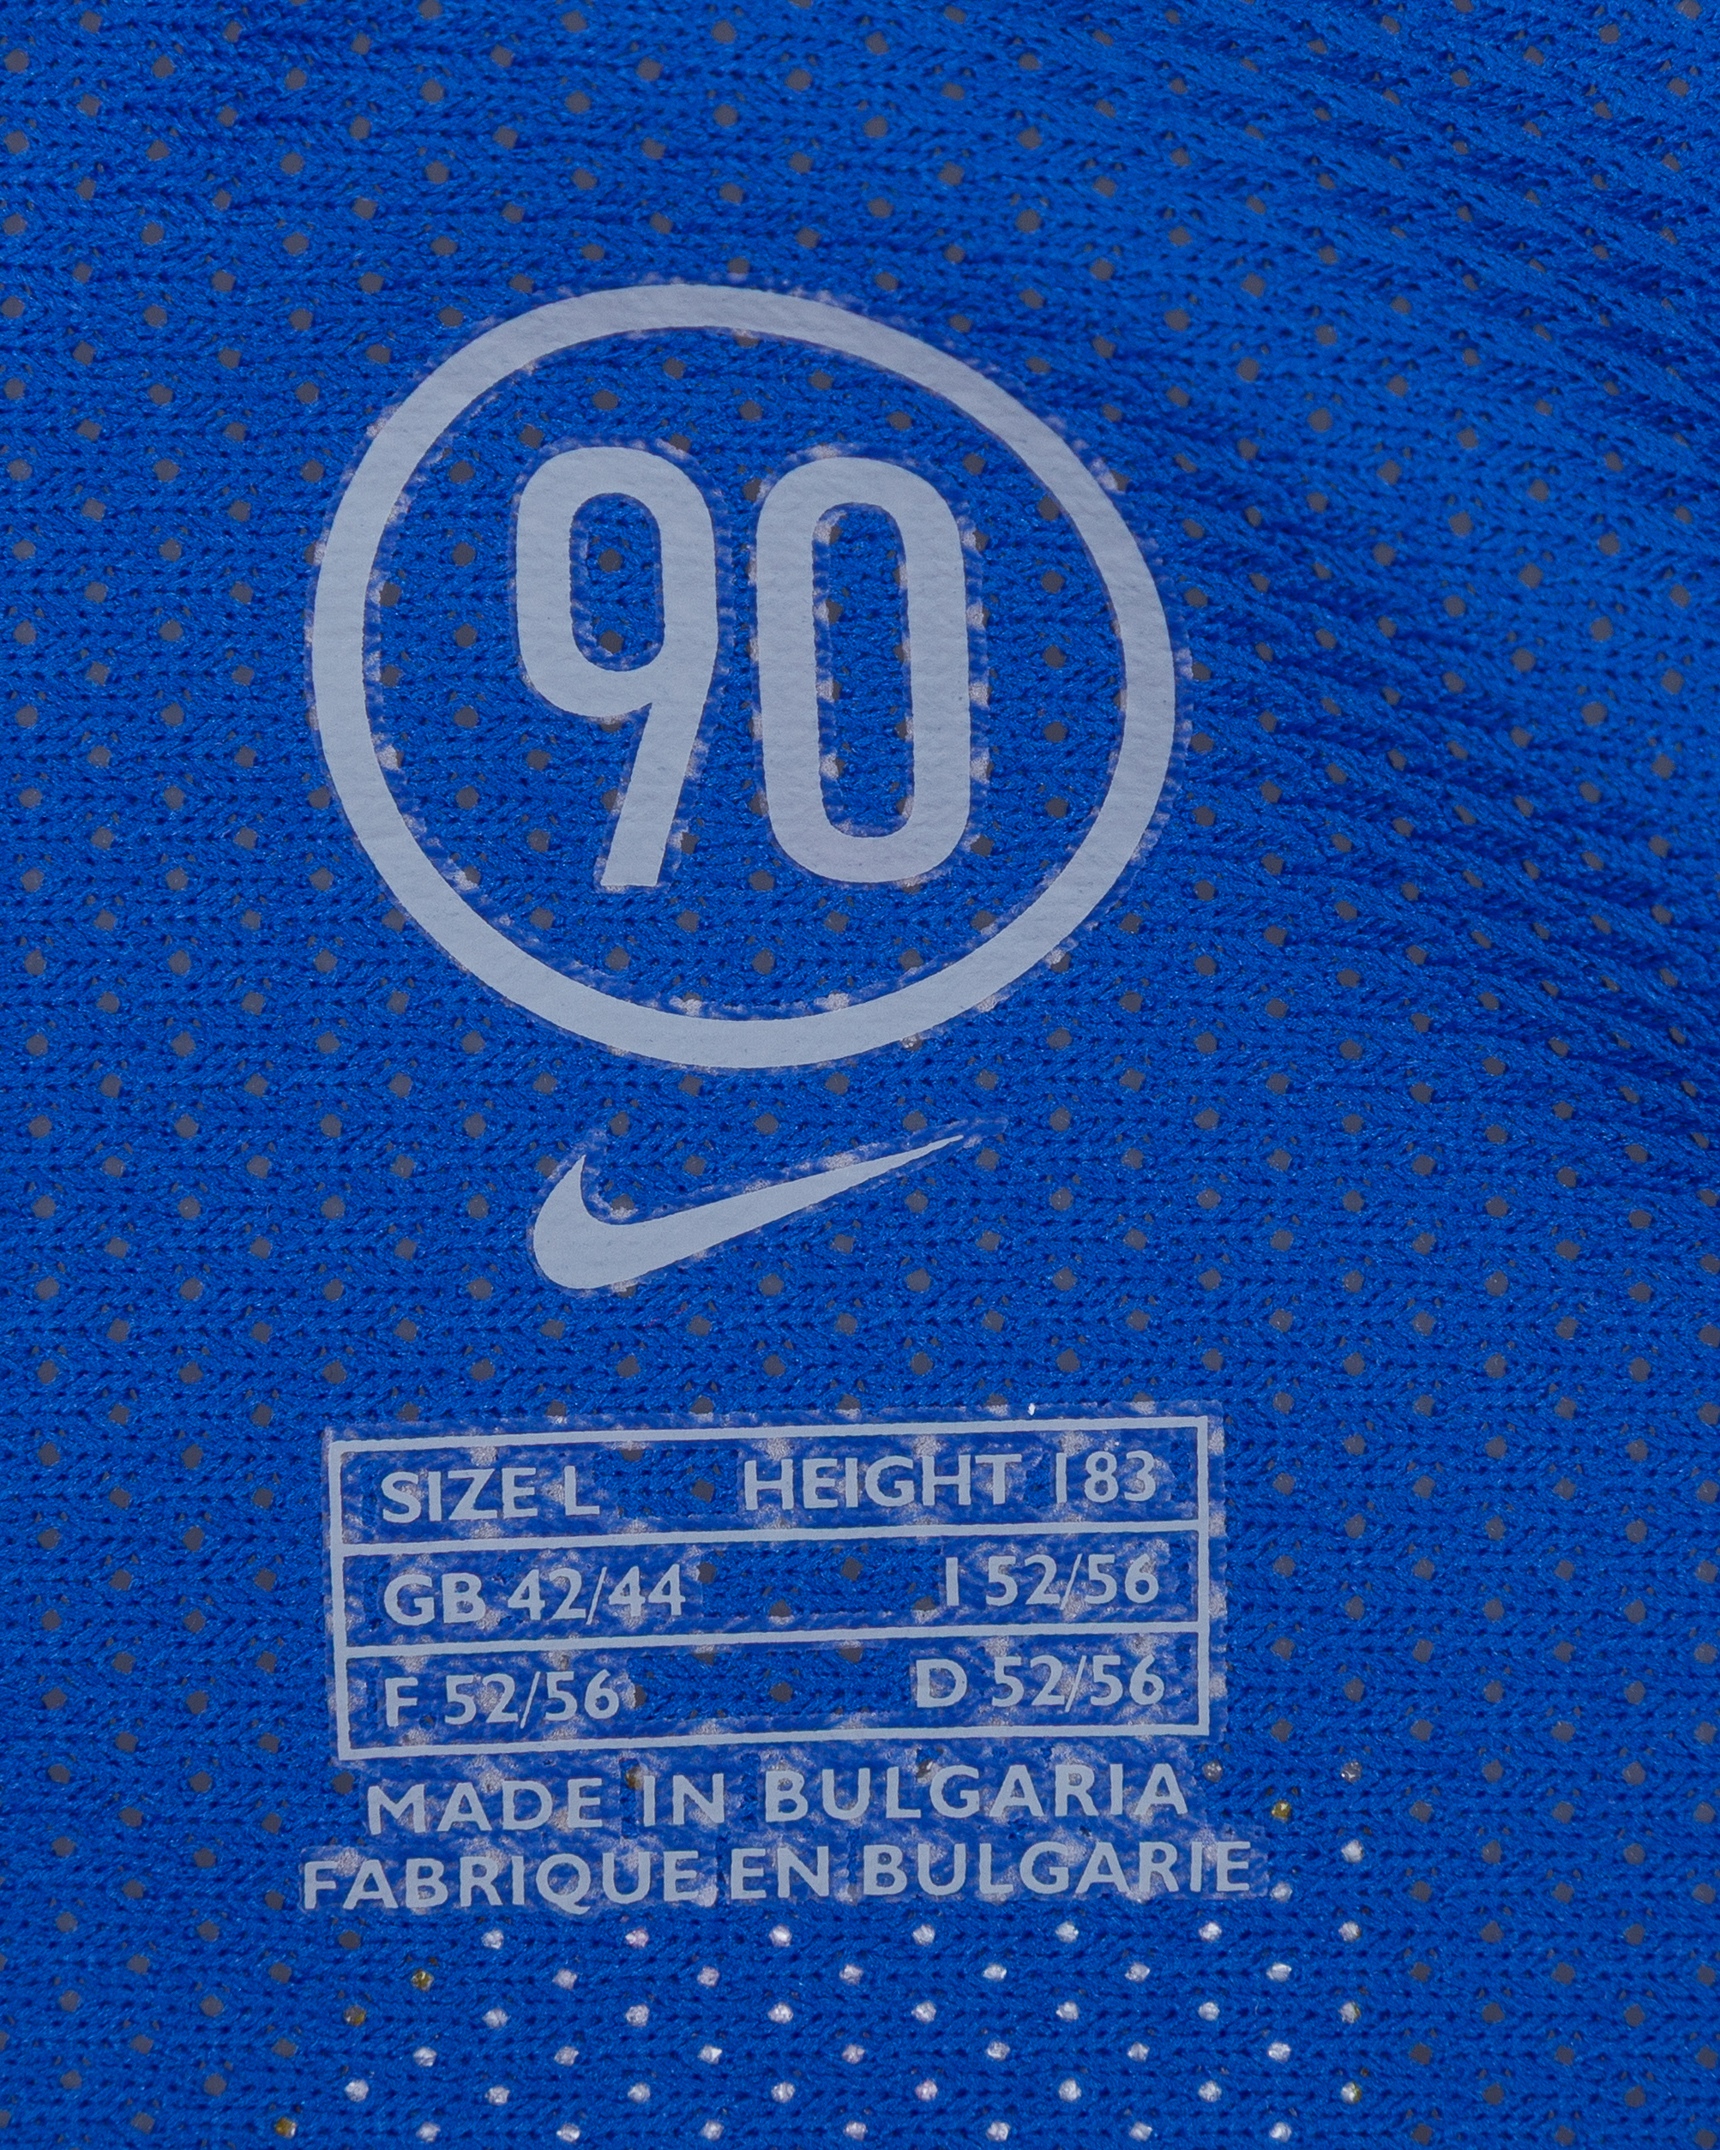 90
SIZE L HEIGHT 183
GB 42/44 I 52/56
F 52/56 D 52/56
MADE IN BULGARIA
FABRIQUE EN BULGARIE